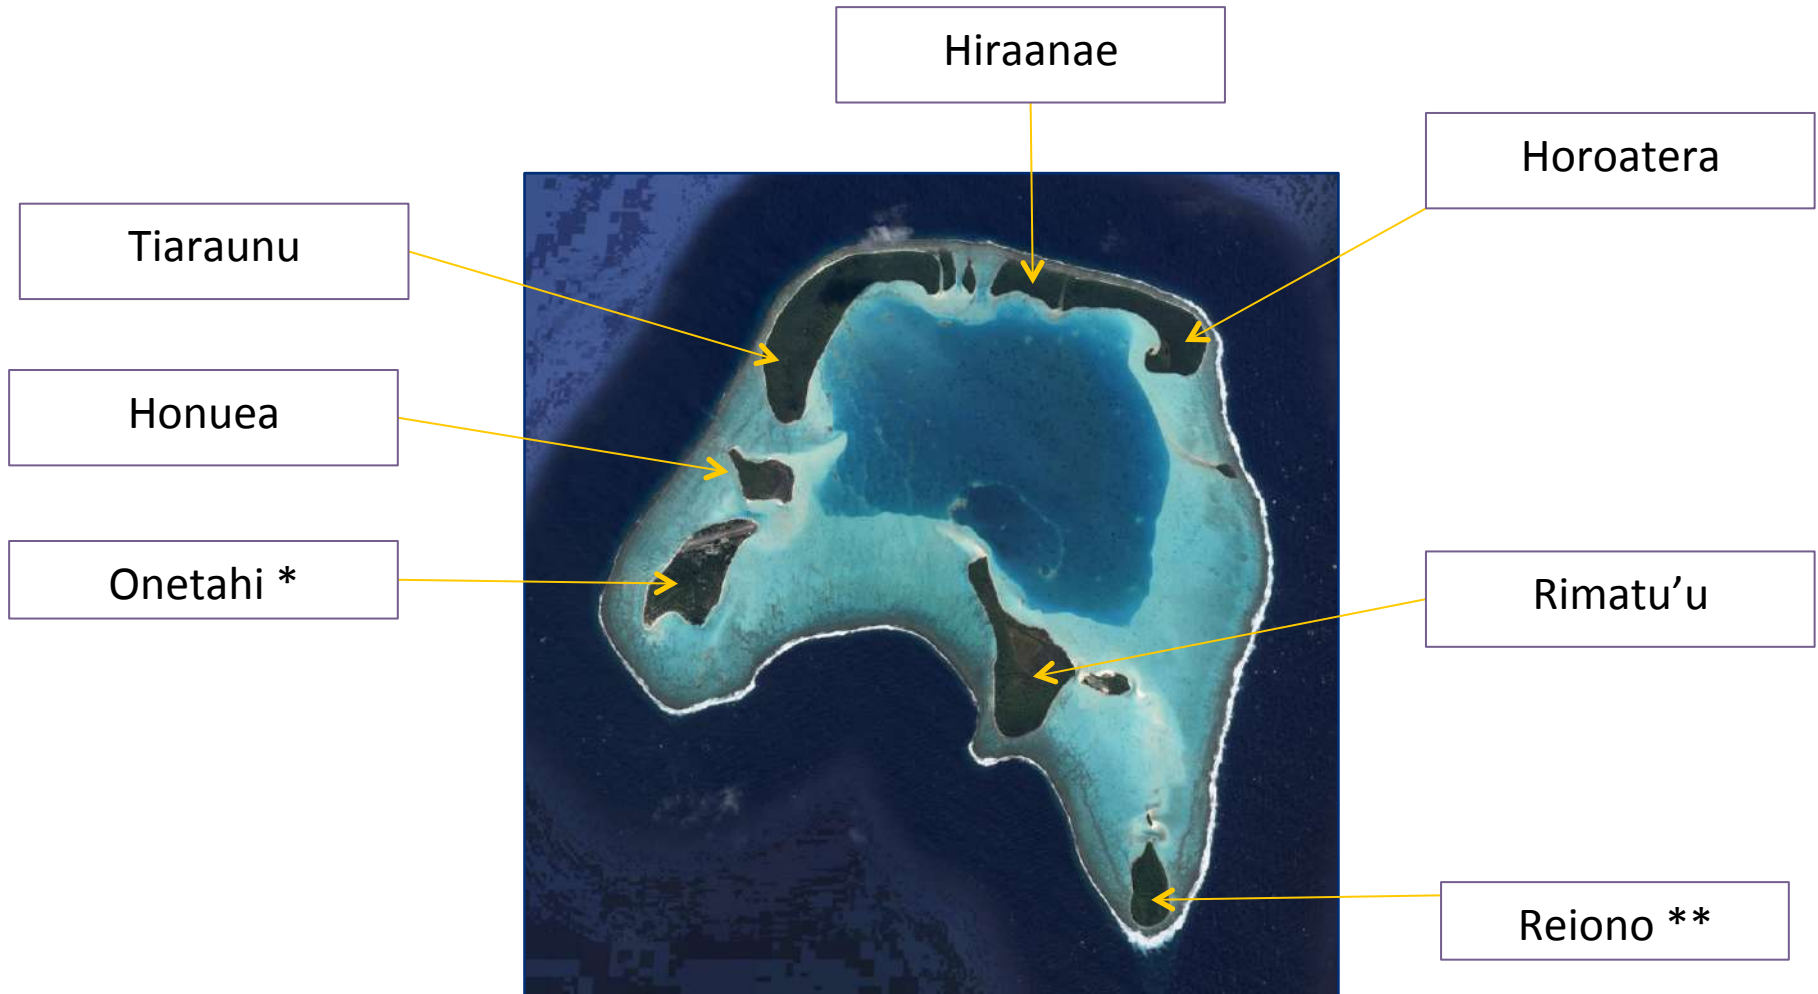 Hiraanae
Horoatera
Tiaraunu
Honuea
Onetahi *
Rimatu’u
Reiono **